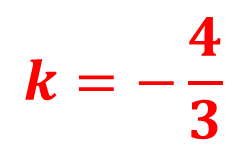 k = −4/3